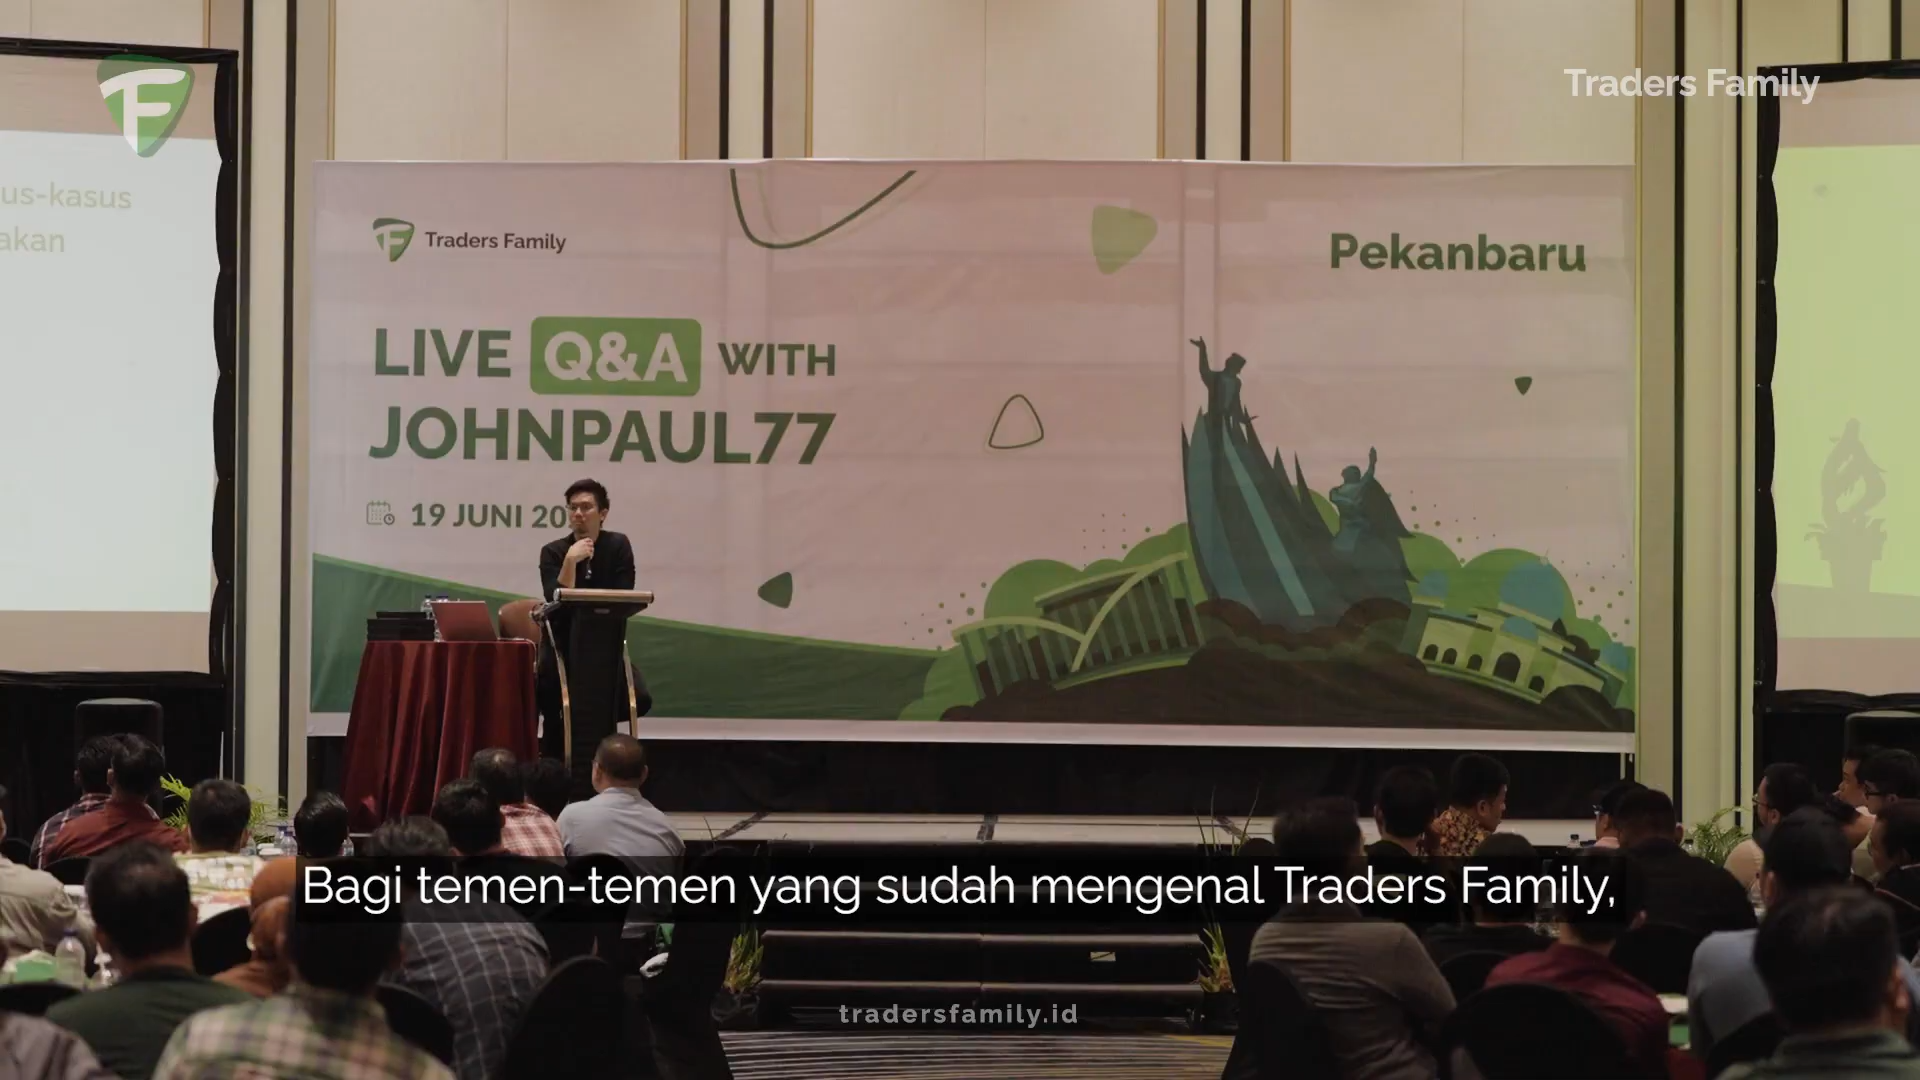 Traders Family
us-kasus
akan
Traders Family
Pekanbaru
LIVE Q&A WITH
JOHNPAUL77
19 JUNI 20
Bagi temen-temen yang sudah mengenal Traders Family,
tradersfamily.id